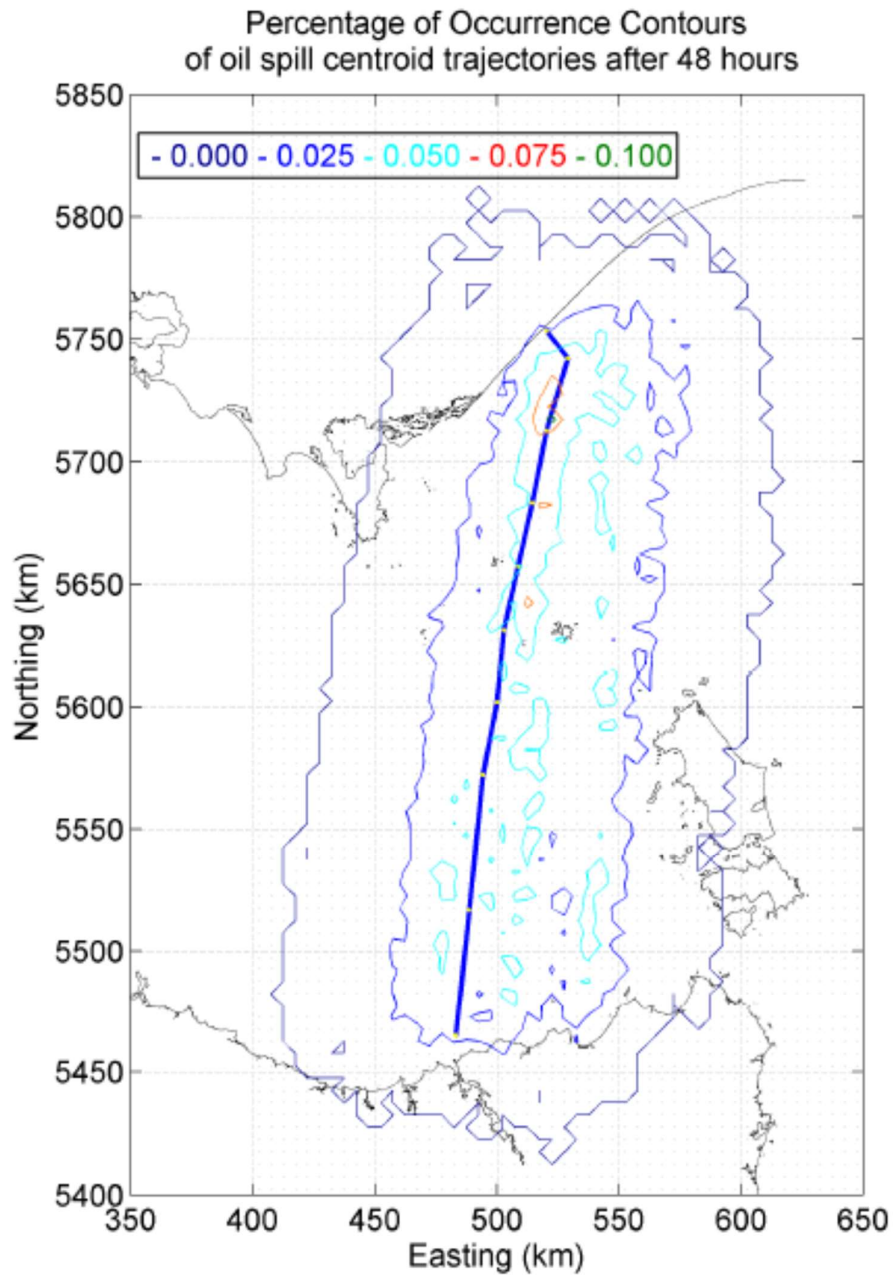 Percentage of Occurrence Contours
of oil spill centroid trajectories after 48 hours
5850
- 0.000 - 0.025 - 0.050 - 0.075 - 0.100
5800
5750
5700
5650
Northing (km)
5600
5550
5500
5450
5400
350 400 450 500 550 600 650
Easting (km)